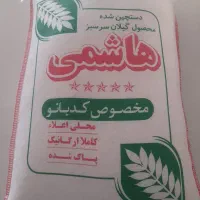 دستچین شده
محصول گیلان سرسبز
هاشمی
مخصوص کدبانو
محلی اعلاء
کاملا ارگانیک
پاک شده